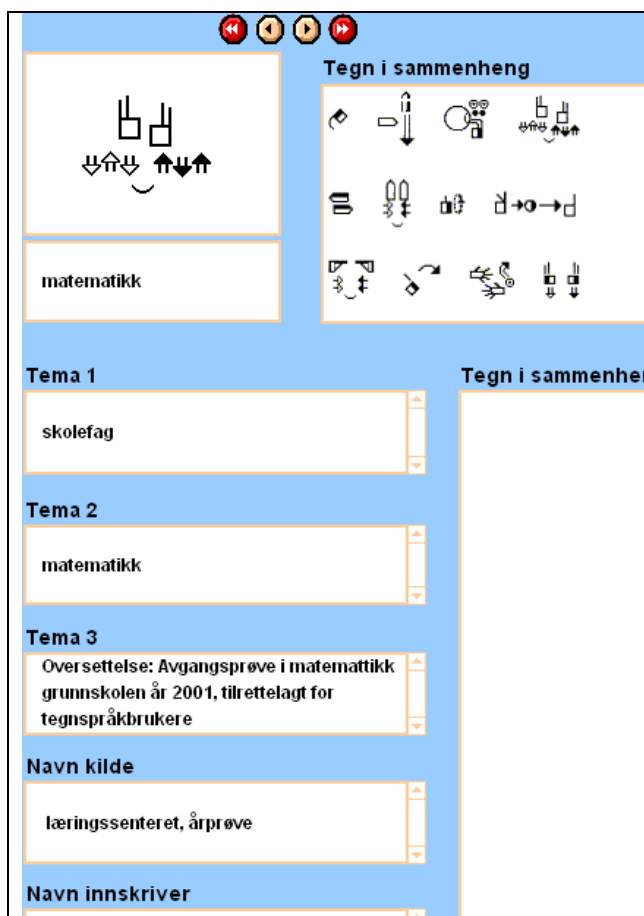 Tegn i sammenheng
matematikk
Tema 1
Tegn i sammenhen
skolefag
Tema 2
matematikk
Tema 3
Oversettelse: Avgangsprøve i matemattikk
grunnskolen år 2001, tilrettelagt for
tegnspråkbrukere
Navn kilde
læringssenteret, årprøve
Navn innskriver